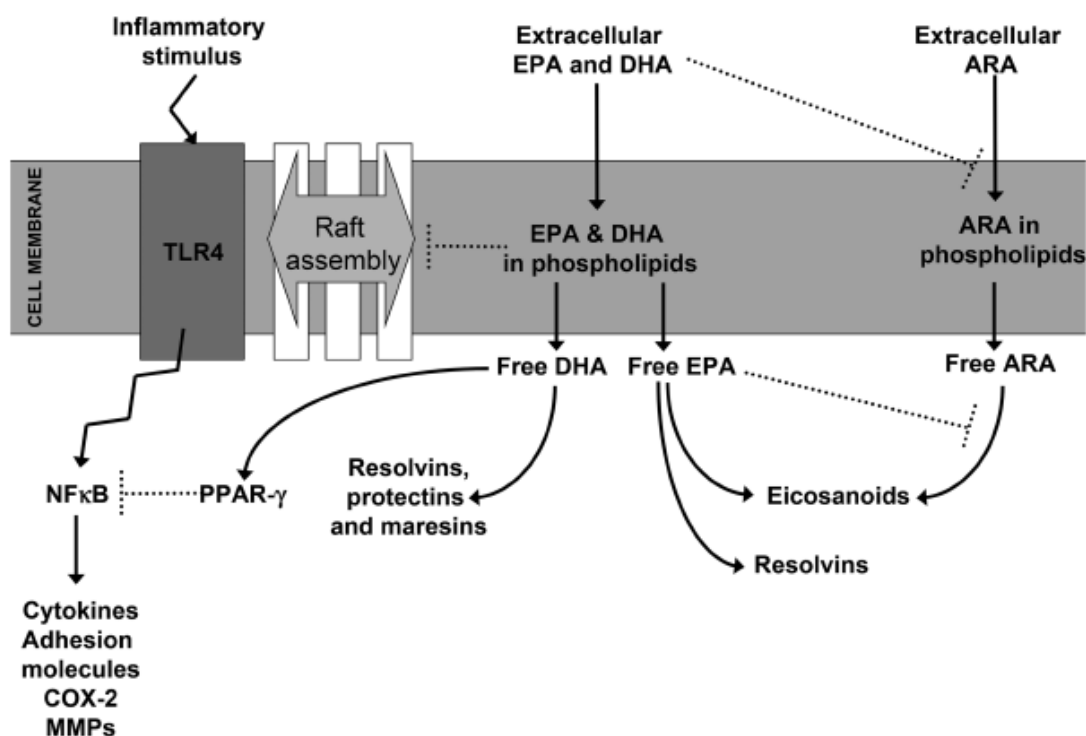 Inflammatory
stimulus
Extracellular
EPA and DHA
Extracellular
ARA
CELL MEMBRANE
TLR4
Raft
assembly
EPA & DHA
in phospholipids
ARA in
phospholipids
Free DHA
Free EPA
Free ARA
NFκB
PPAR-γ
Resolvins,
protectins
and maresins
Eicosanoids
Resolvins
Cytokines
Adhesion
molecules
COX-2
MMPs